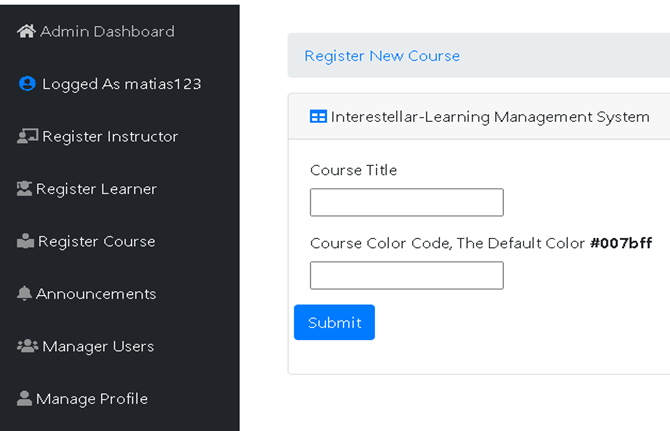 Admin Dashboard
Logged As matias123
Register Instructor
Register Learner
Register Course
Announcements
Manager Users
Manage Profile
Register New Course
Interestellar-Learning Management System
Course Title
Course Color Code, The Default Color #007bff
Submit